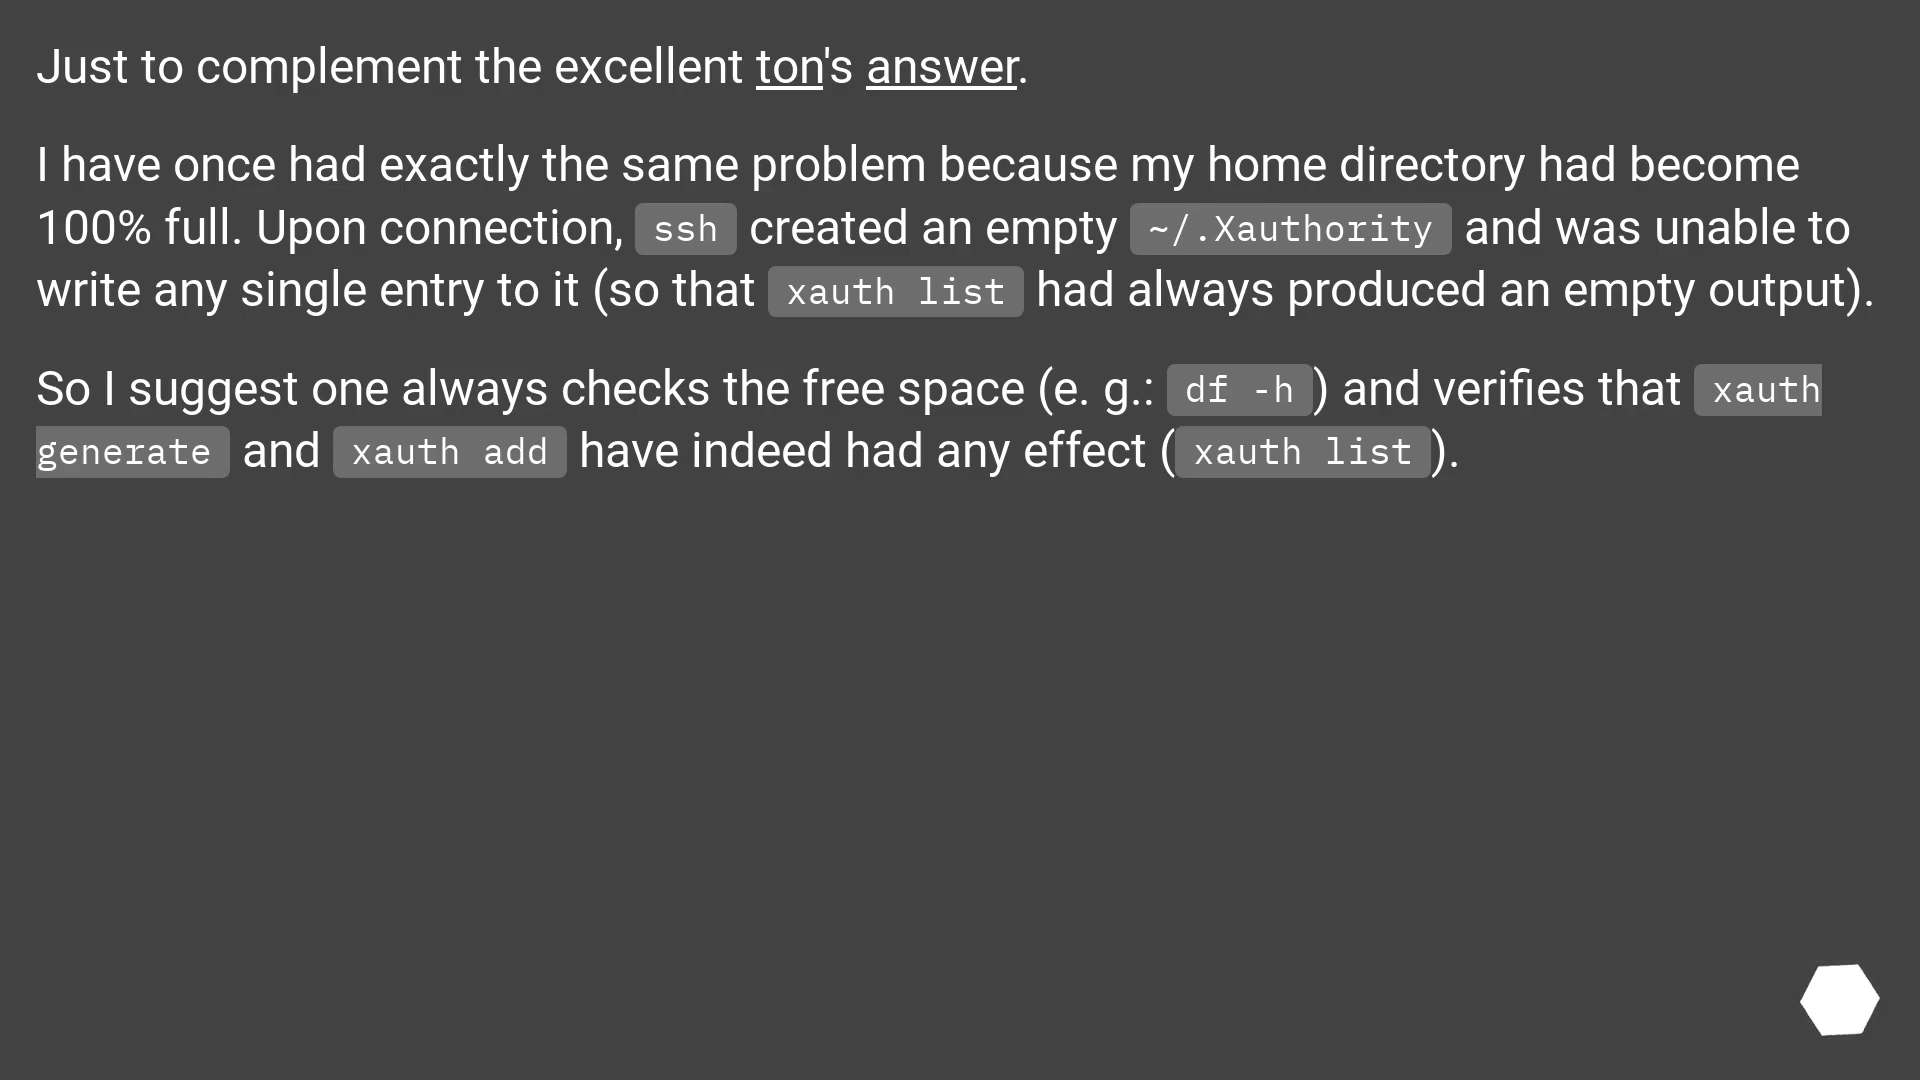 Just to complement the excellent ton's answer.
I have once had exactly the same problem because my home directory had become
100% full. Upon connection, ssh created an empty ~/.Xauthority and was unable to
write any single entry to it (so that xauth list had always produced an empty output).
So I suggest one always checks the free space (e. g.: df -h) and verifies that xauth
generate and xauth add have indeed had any effect (xauth list).